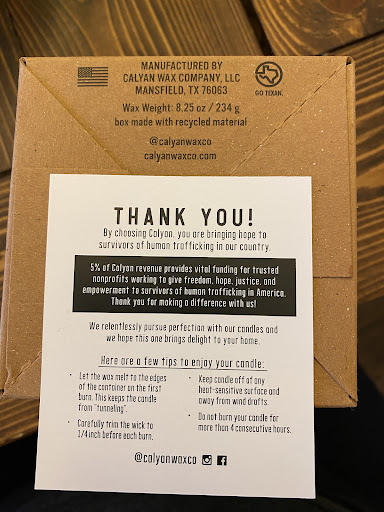 MANUFACTURED BY
CALYAN WAX COMPANY, LLC
MANSFIELD, TX 76063
GO TEXAN.
Wax Weight: 8.25 oz / 234 g
box made with recycled material
@calyanwaxco
calyanwaxco.com
THANK YOU!
By choosing Calyan, you are bringing hope to
survivors of human trafficking in our country.
5% of Calyan revenue provides vital funding for trusted
nonprofits working to give freedom, hope, justice, and
empowerment to survivors of human trafficking in America.
Thank you for making a difference with us!
We relentlessly pursue perfection with our candles and
we hope this one brings delight to your home.
Here are a few tips to enjoy your candle:
• Let the wax melt to the edges
of the container on the first
burn. This keeps the candle
from "tunneling".
• Carefully trim the wick to
1/4 inch before each burn.
• Keep candle off of any
heat-sensitive surface and
away from wind drafts.
• Do not burn your candle for
more than 4 consecutive hours.
@calyanwaxco